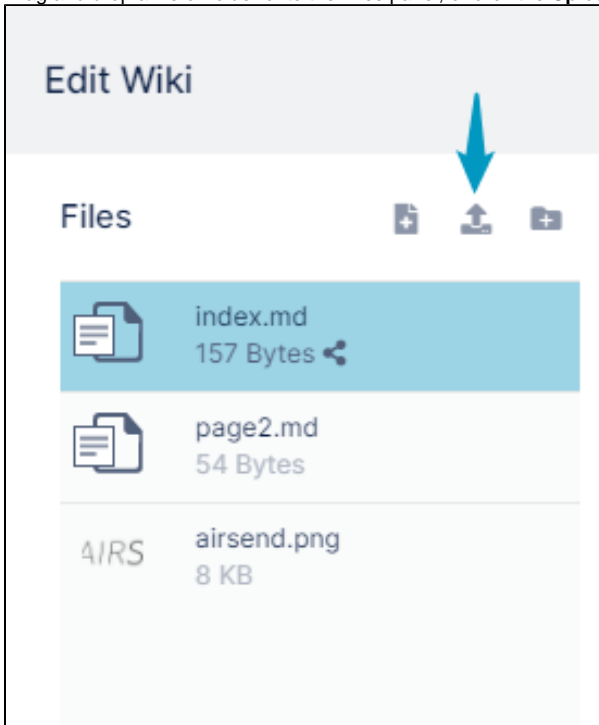 Edit Wiki
Files
index.md
157 Bytes
page2.md
54 Bytes
AIRS
airsend.png
8 KB